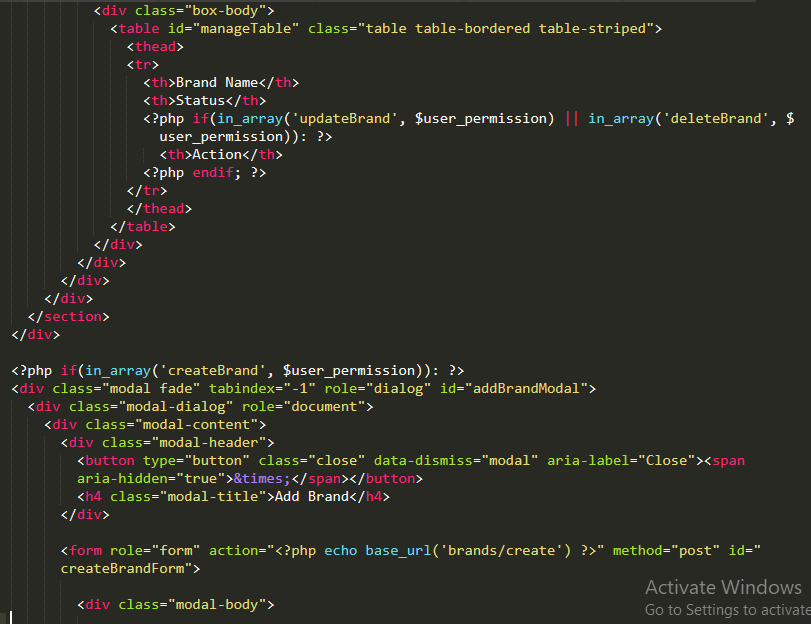 <div class="box-body">
<table id="manageTable" class="table table-bordered table-striped">
<thead>
<tr>
<th>Brand Name</th>
<th>Status</th>
<?php if(in_array('updateBrand', $user_permission) || in_array('deleteBrand', $
user_permission)): ?>
<th>Action</th>
<?php endif; ?>
</tr>
</thead>
</table>
</div>
</div>
</div>
</div>
</section>
</div>
<?php if(in_array('createBrand', $user_permission)): ?>
<div class="modal fade" tabindex="-1" role="dialog" id="addBrandModal">
<div class="modal-dialog" role="document">
<div class="modal-content">
<div class="modal-header">
<button type="button" class="close" data-dismiss="modal" aria-label="Close"><span
aria-hidden="true">&times;</span></button>
<h4 class="modal-title">Add Brand</h4>
</div>
<form role="form" action="<?php echo base_url('brands/create') ?>" method="post" id="
createBrandForm">
<div class="modal-body">
Activate Windows
Go to Settings to activate